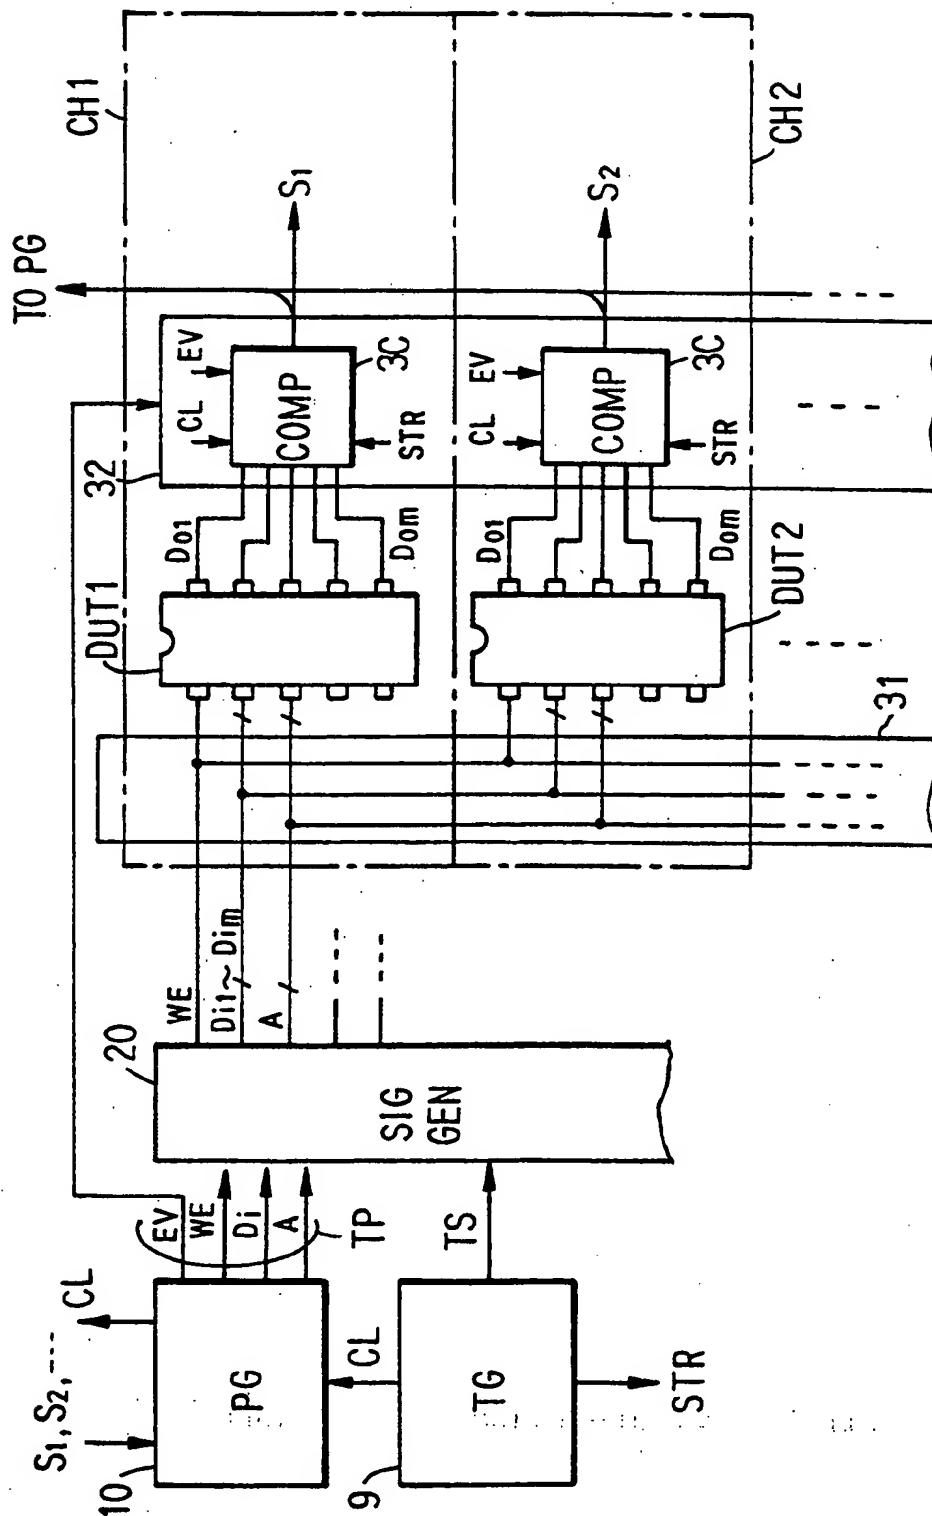 S1, S2, ---
CL
10
PG
EV
WE
Di
A
TP
CL
9
TG
TS
STR
20
SIG
GEN
WE
Di1~Dim
A
31
CH1
DUT1
Do1
Dom
32
CL
EV
COMP
3C
STR
S1
TO PG
CH2
DUT2
Do1
Dom
CL
EV
COMP
3C
STR
S2